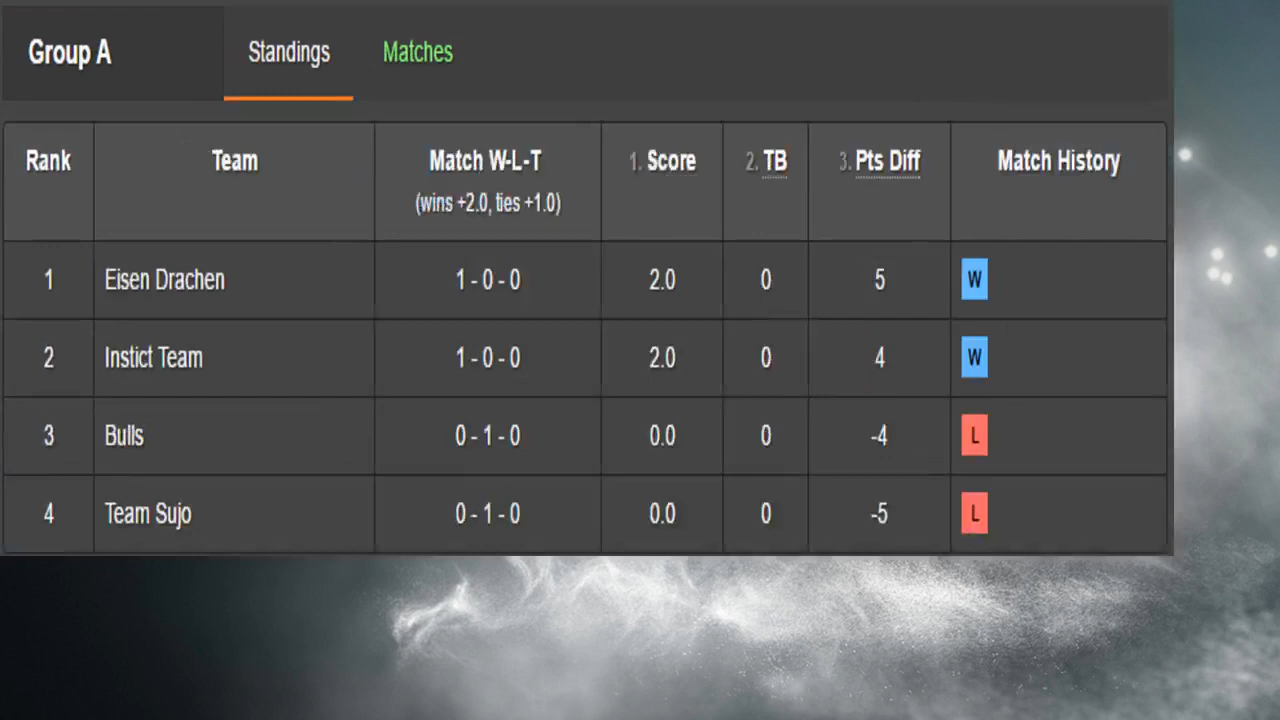 Group A Standings Matches
Rank Team Match W-L-T 1. Score 2. TB 3. Pts Diff Match History
(wins +2.0, ties +1.0)
1 Eisen Drachen 1 - 0 - 0 2.0 0 5 W
2 Instict Team 1 - 0 - 0 2.0 0 4 W
3 Bulls 0 - 1 - 0 0.0 0 -4 L
4 Team Sujo 0 - 1 - 0 0.0 0 -5 L